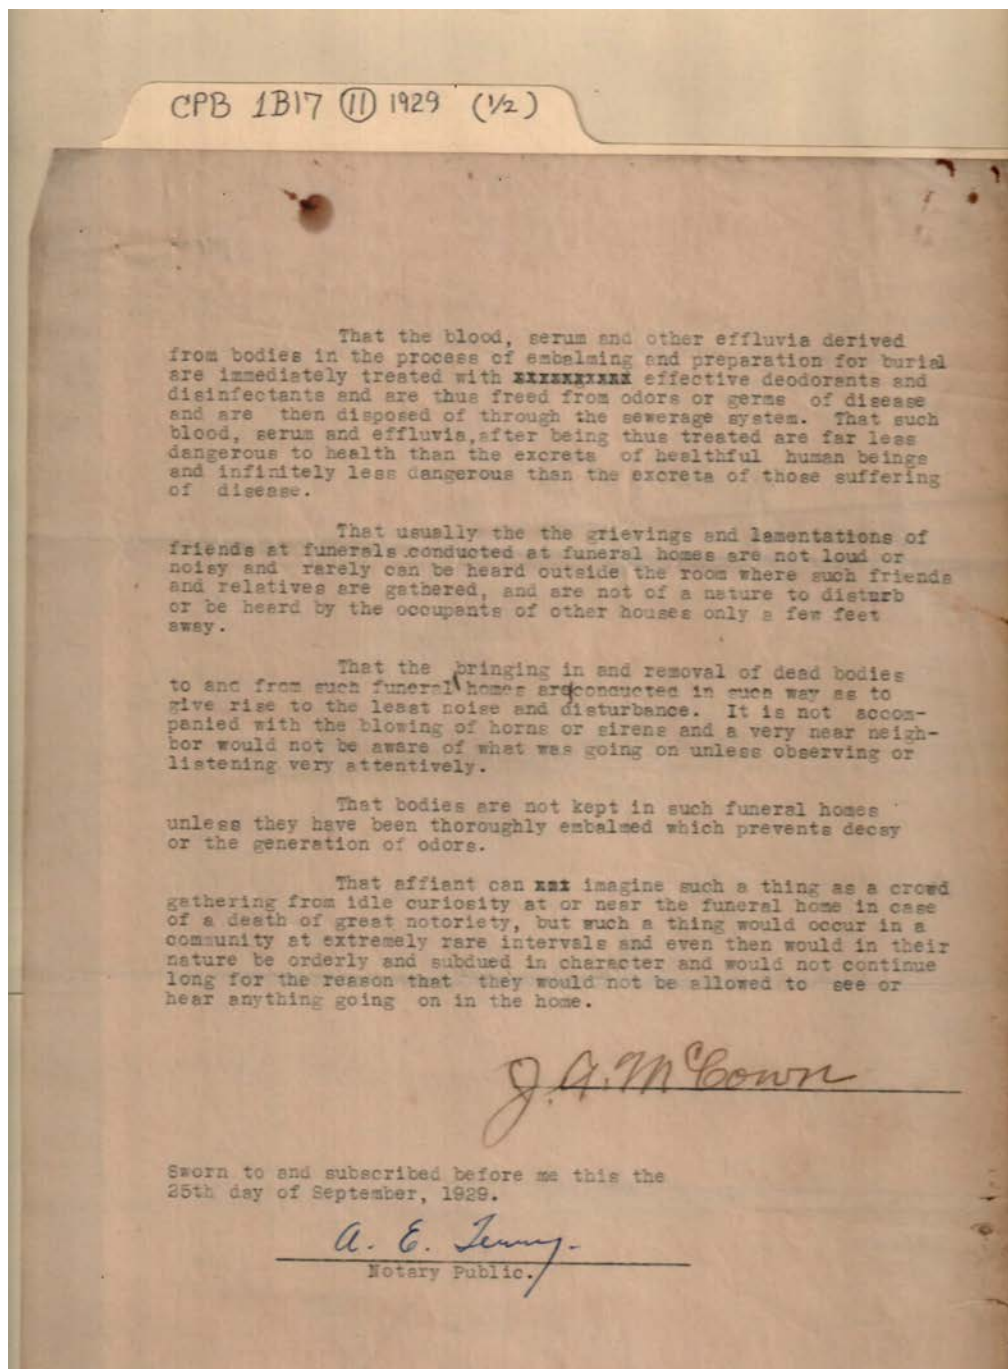 CPB 1B17 (11) 1929 (1/2)
That the blood, serum and other effluvia derived
from bodies in the process of embalming and preparation for burial
are immediately treated with xxxxxxxxxx effective deodorants and
disinfectants and are thus freed from odors or germs of disease
and are then disposed of through the sewerage system. That such
blood, serum and effluvia,after being thus treated are far less
dangerous to health than the excreta of healthful human beings
and infinitely less dangerous than the excreta of those suffering
of disease.
That usually the the grievings and lamentations of
friends at funerals conducted at funeral homes are not loud or
noisy and rarely can be heard outside the room where such friends
and relatives are gathered, and are not of a nature to disturb
or be heard by the occupants of other houses only a few feet
away.
That the bringing in and removal of dead bodies
to and from such funeral homes are conducted in such way as to
give rise to the least noise and disturbance. It is not accom-
panied with the blowing of horns or sirens and a very near neigh-
bor would not be aware of what was going on unless observing or
listening very attentively.
That bodies are not kept in such funeral homes
unless they have been thoroughly embalmed which prevents decay
or the generation of odors.
That affiant can xxx imagine such a thing as a crowd
gathering from idle curiosity at or near the funeral home in case
of a death of great notoriety, but such a thing would occur in a
community at extremely rare intervals and even then would in their
nature be orderly and subdued in character and would not continue
long for the reason that they would not be allowed to see or
hear anything going on in the home.
J. A. McCown
Sworn to and subscribed before me this the
25th day of September, 1929.
A. E.
Notary Public.